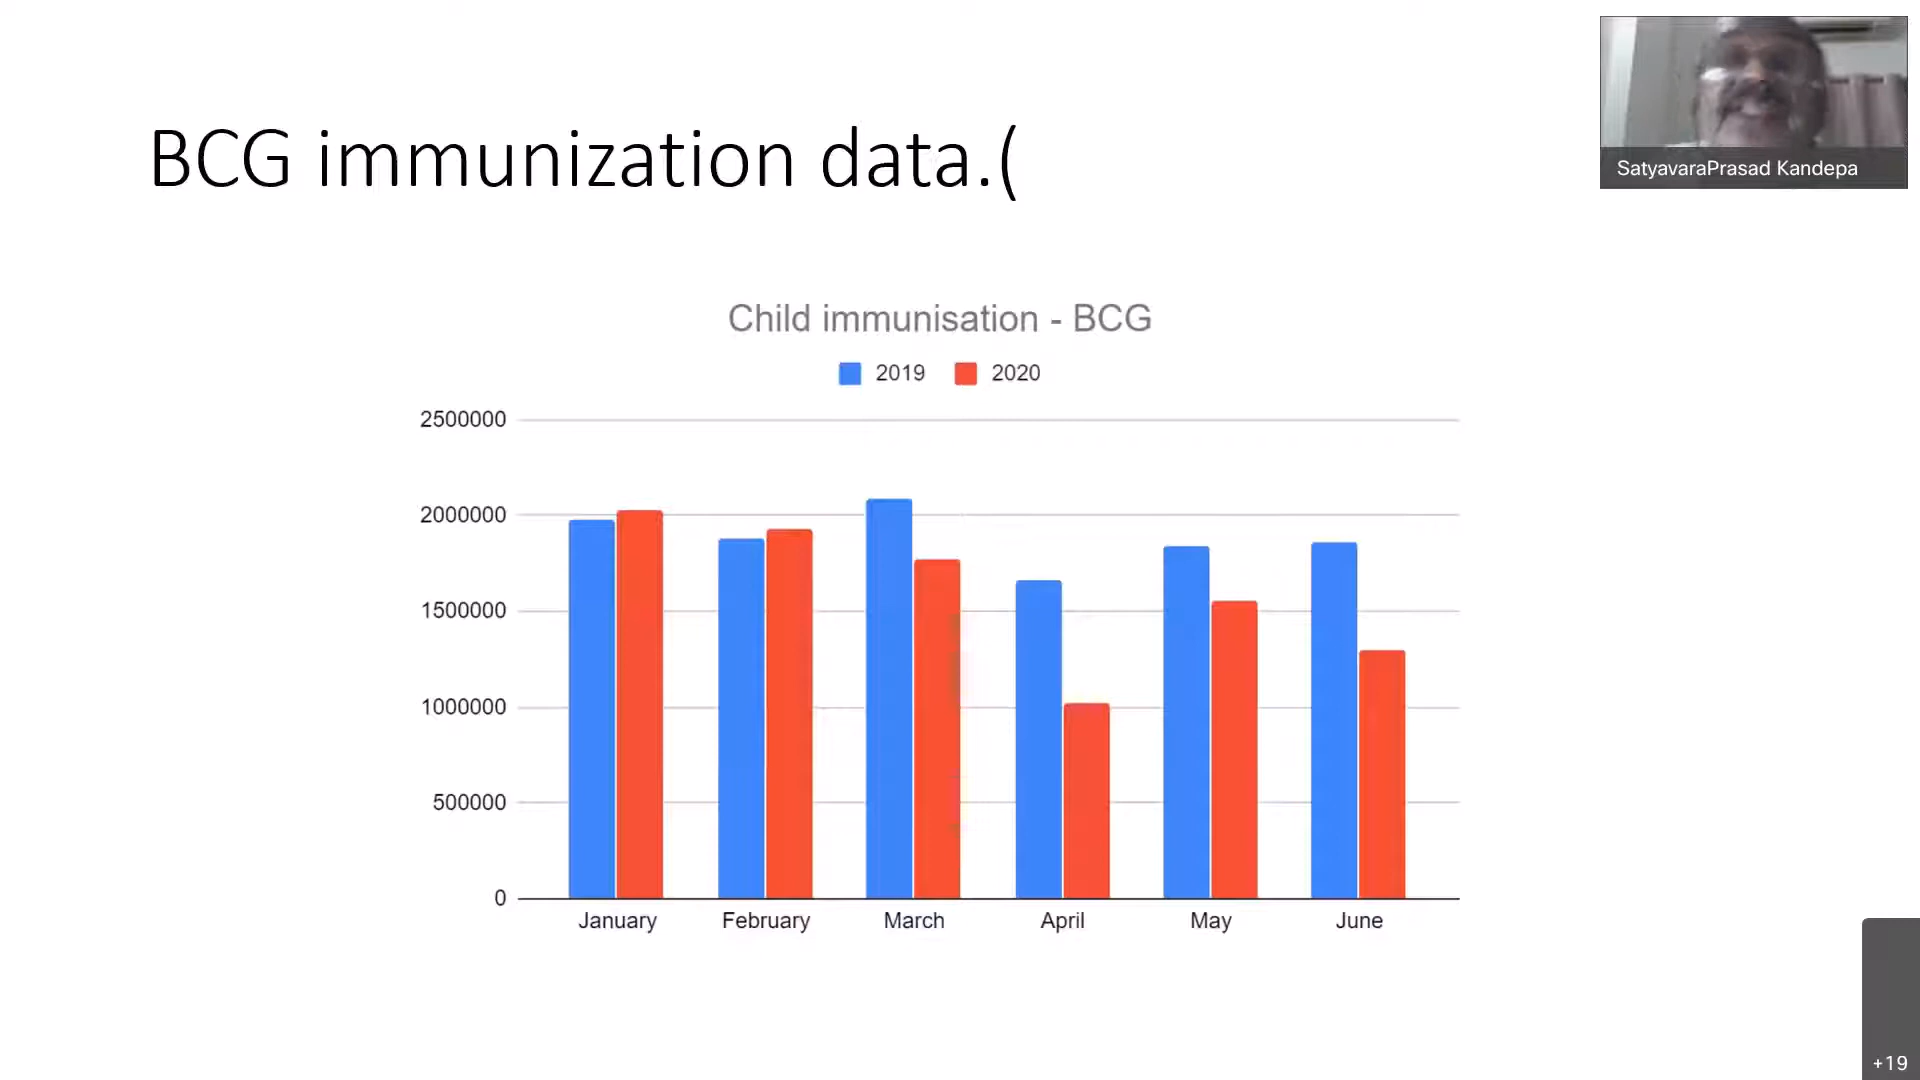 BCG immunization data.(
SatyavaraPrasad Kandepa
Child immunisation - BCG
2019 2020
2500000
2000000
1500000
1000000
500000
0
January February March April May June
+19